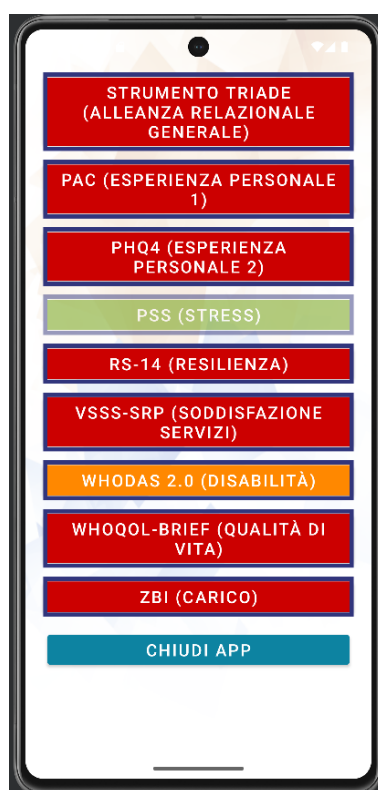 STRUMENTO TRIADE
(ALLEANZA RELAZIONALE
GENERALE)
PAC (ESPERIENZA PERSONALE
1)
PHQ4 (ESPERIENZA
PERSONALE 2)
PSS (STRESS)
RS-14 (RESILIENZA)
VSSS-SRP (SODDISFAZIONE
SERVIZI)
WHODAS 2.0 (DISABILITÀ)
WHOQOL-BRIEF (QUALITÀ DI
VITA)
ZBI (CARICO)
CHIUDI APP